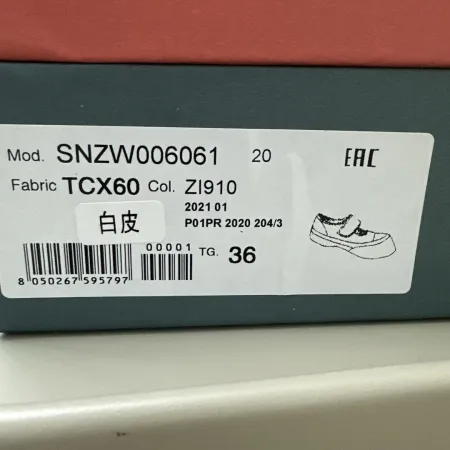 Mod. SNZW006061 20
EAC
Fabric TCX60 Col. ZI910
2021 01
P01PR 2020 204/3
白皮
00001
TG. 36
8 050267 595797